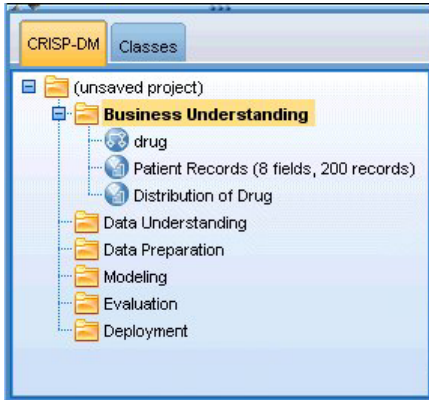 CRISP-DM Classes
(unsaved project)
Business Understanding
drug
Patient Records (8 fields, 200 records)
Distribution of Drug
Data Understanding
Data Preparation
Modeling
Evaluation
Deployment